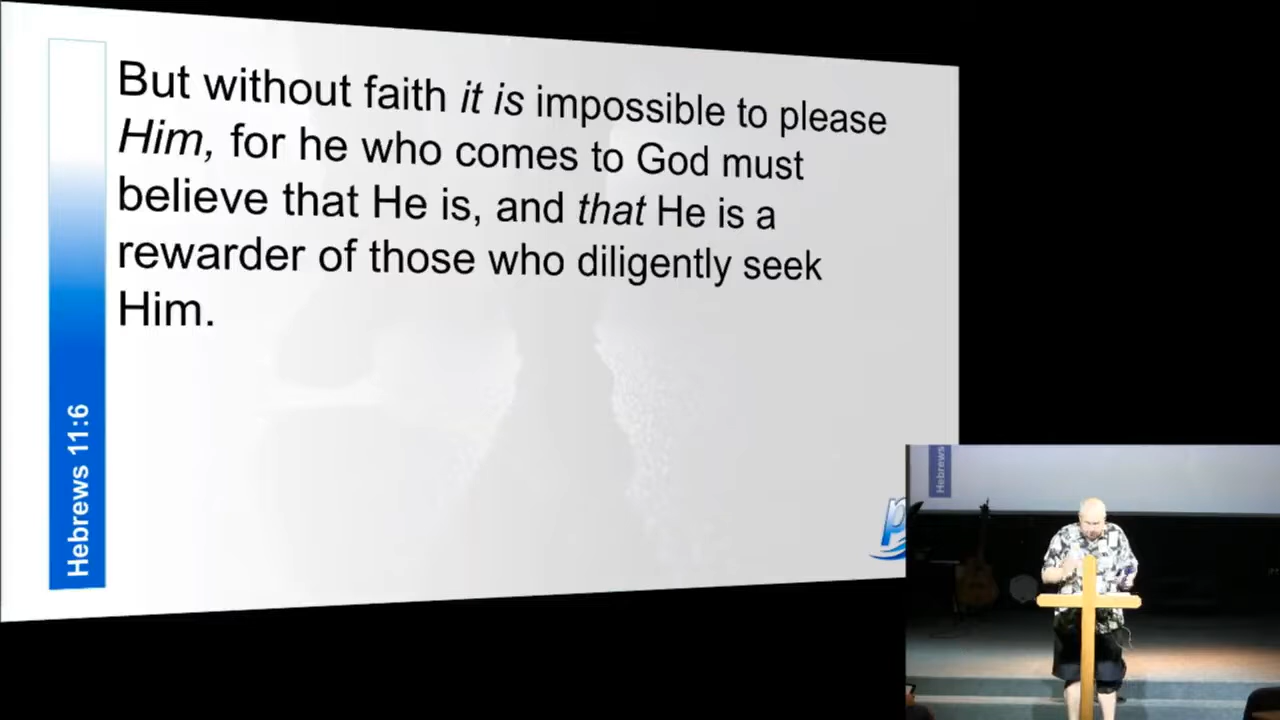 But without faith it is impossible to please
Him, for he who comes to God must
believe that He is, and that He is a
rewarder of those who diligently seek
Him.
Hebrews 11:6
p
Hebrews